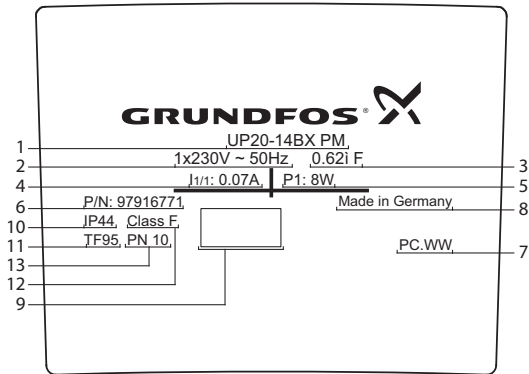 GRUNDFOS
1 UP20-14BX PM
2 1x230V ~ 50Hz 0.62ì F 3
4 I1/1: 0.07A P1: 8W 5
6 P/N: 97916771 Made in Germany 8
10 IP44 Class F
11 TF95 PN 10 PC.WW 7
13
12
9